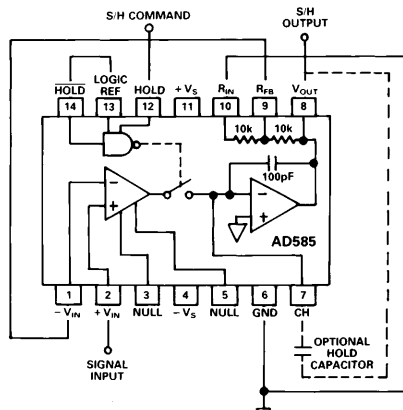 S/H COMMAND
S/H
OUTPUT
HOLD
LOGIC
REF
HOLD
+VS
RIN
RFB
VOUT
14
13
12
11
10
9
8
10k
10k
100pF
−
+
−
+
AD585
1
2
3
4
5
6
7
−VIN
+VIN
NULL
−VS
NULL
GND
CH
SIGNAL
INPUT
OPTIONAL
HOLD
CAPACITOR